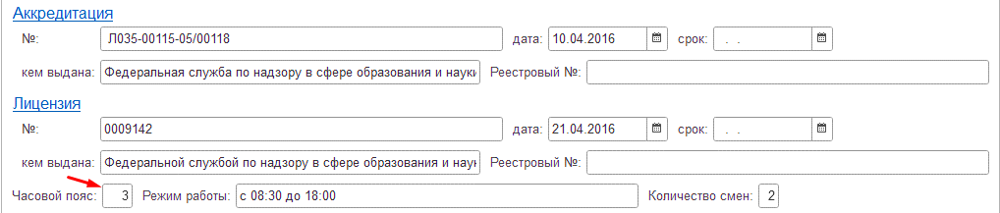 Аккредитация
№: Л035-00115-05/00118 дата: 10.04.2016 срок: . .
кем выдана: Федеральная служба по надзору в сфере образования и науки Реестровый №:
Лицензия
№: 0009142 дата: 21.04.2016 срок: . .
кем выдана: Федеральной службой по надзору в сфере образования и наук Реестровый №:
Часовой пояс: 3 Режим работы: с 08:30 до 18:00 Количество смен: 2